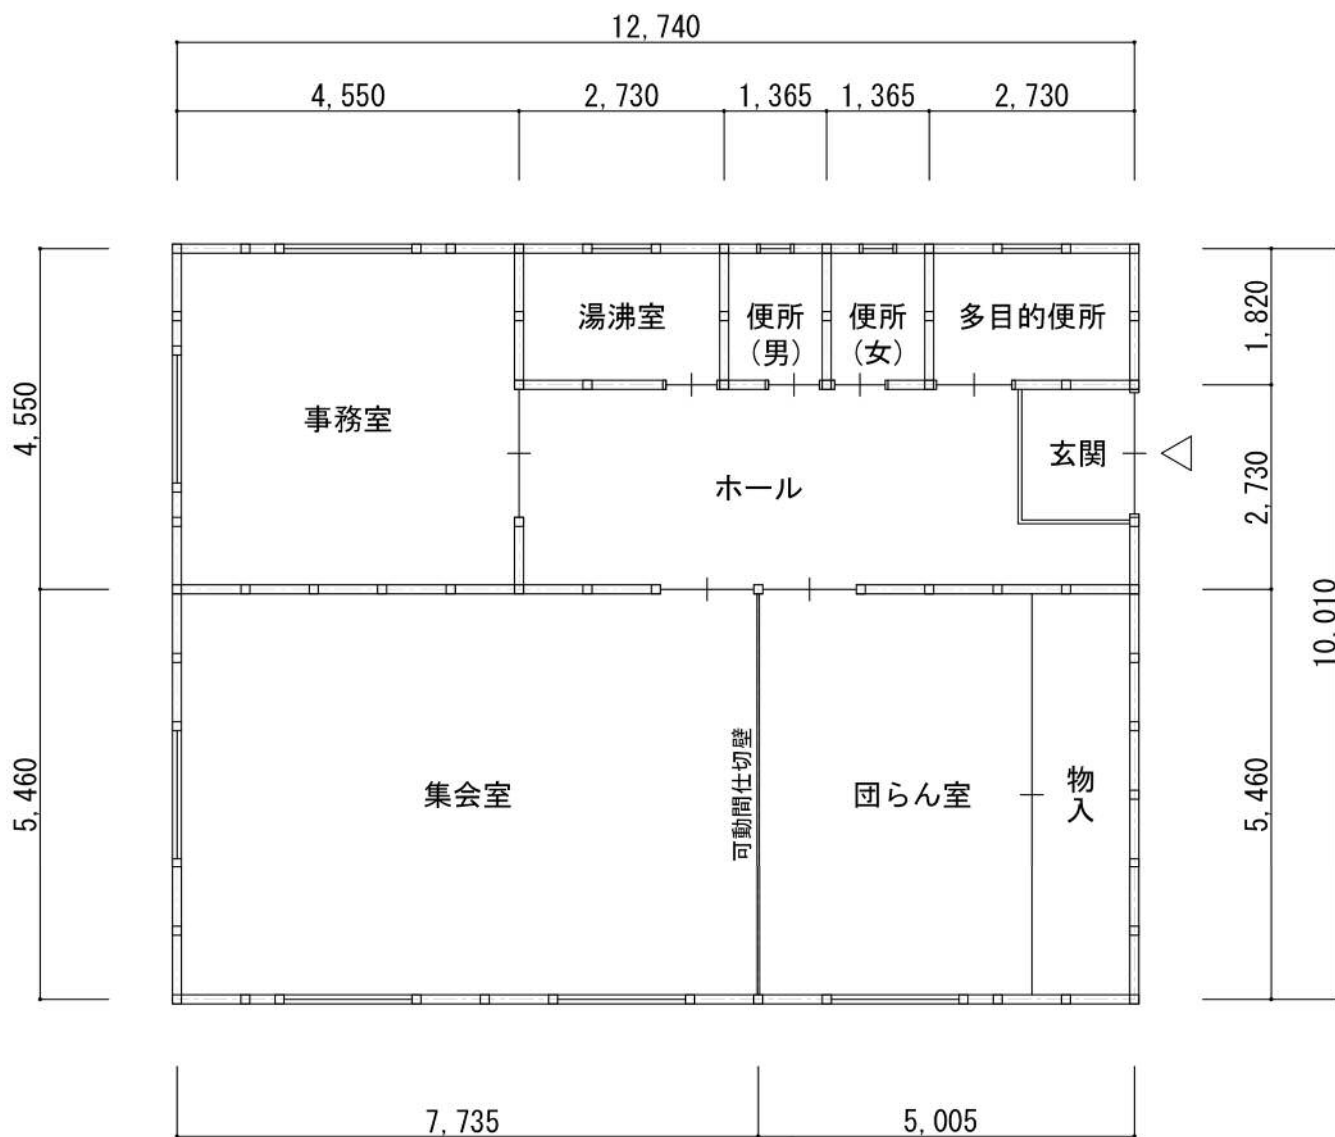 12,740
4,550
2,730
1,365
1,365
2,730
湯沸室
便所
(男)
便所
(女)
多目的便所
1,820
4,550
事務室
ホール
玄関
2,730
10,010
5,460
集会室
可動間仕切壁
団らん室
物入
5,460
7,735
5,005